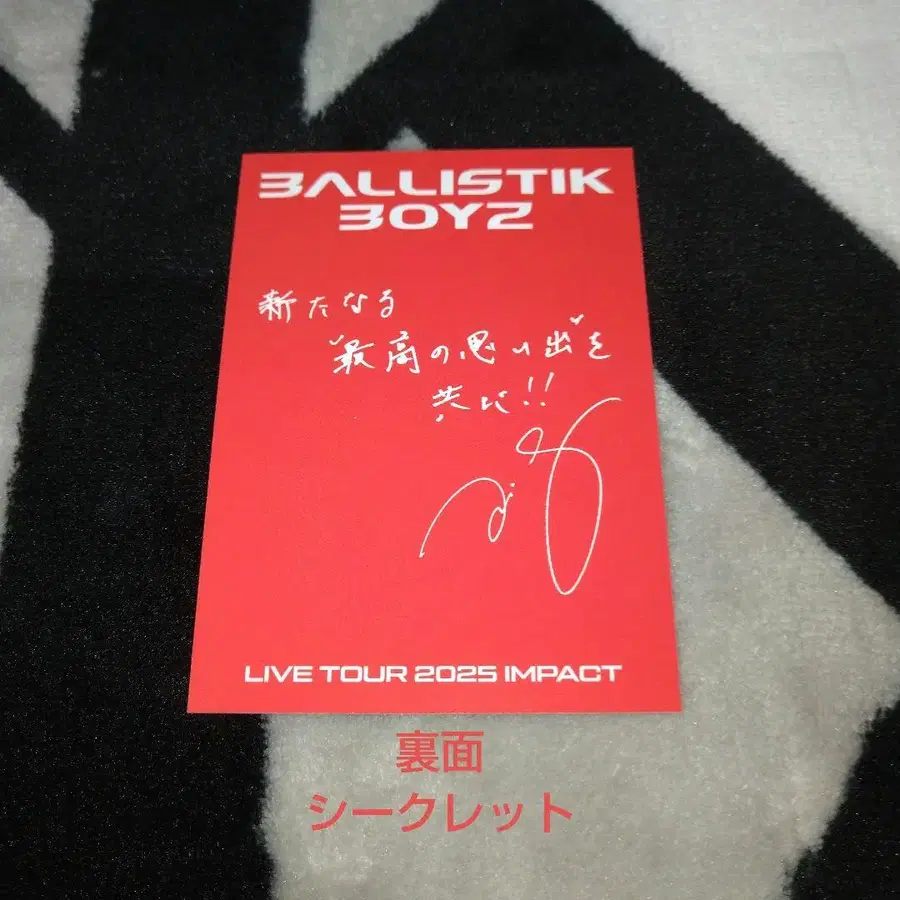 BALLISTIK
BOYZ
新たなる
"最高の思い出"を
共に!!
LIVE TOUR 2025 IMPACT
裏面
シークレット